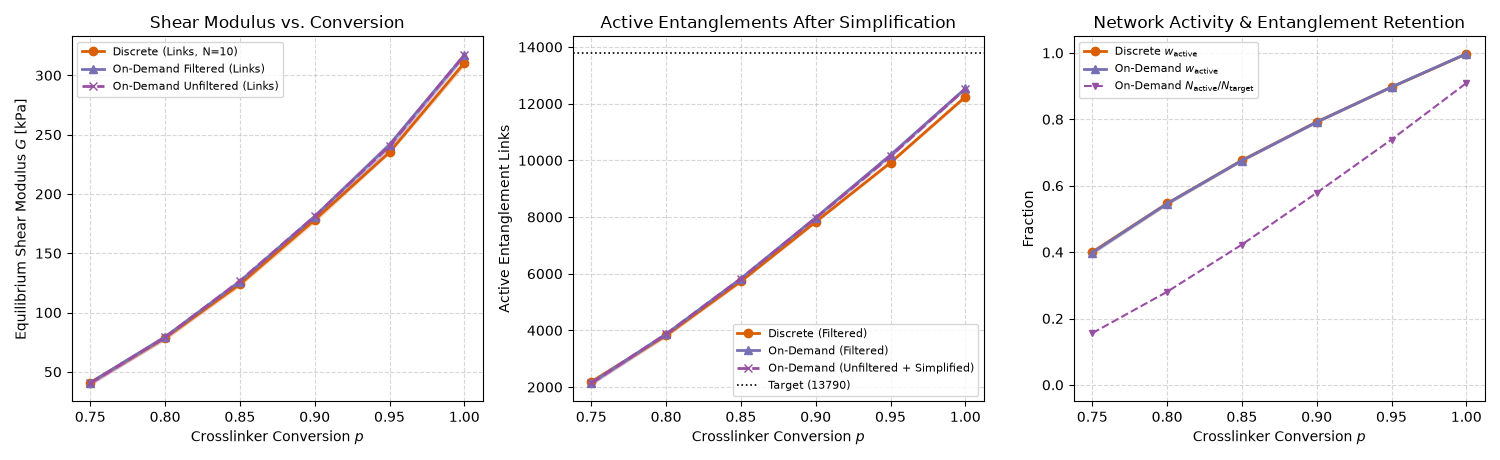 Shear Modulus vs. Conversion
Equilibrium Shear Modulus G [kPa]
300
250
200
150
100
50
Discrete (Links, N=10)
On-Demand Filtered (Links)
On-Demand Unfiltered (Links)
0.75 0.80 0.85 0.90 0.95 1.00
Crosslinker Conversion p
Active Entanglements After Simplification
Active Entanglement Links
14000
12000
10000
8000
6000
4000
2000
Discrete (Filtered)
On-Demand (Filtered)
On-Demand (Unfiltered + Simplified)
Target (13790)
0.75 0.80 0.85 0.90 0.95 1.00
Crosslinker Conversion p
Network Activity & Entanglement Retention
Fraction
1.0
0.8
0.6
0.4
0.2
0.0
Discrete w_active
On-Demand w_active
On-Demand N_active/N_target
0.75 0.80 0.85 0.90 0.95 1.00
Crosslinker Conversion p